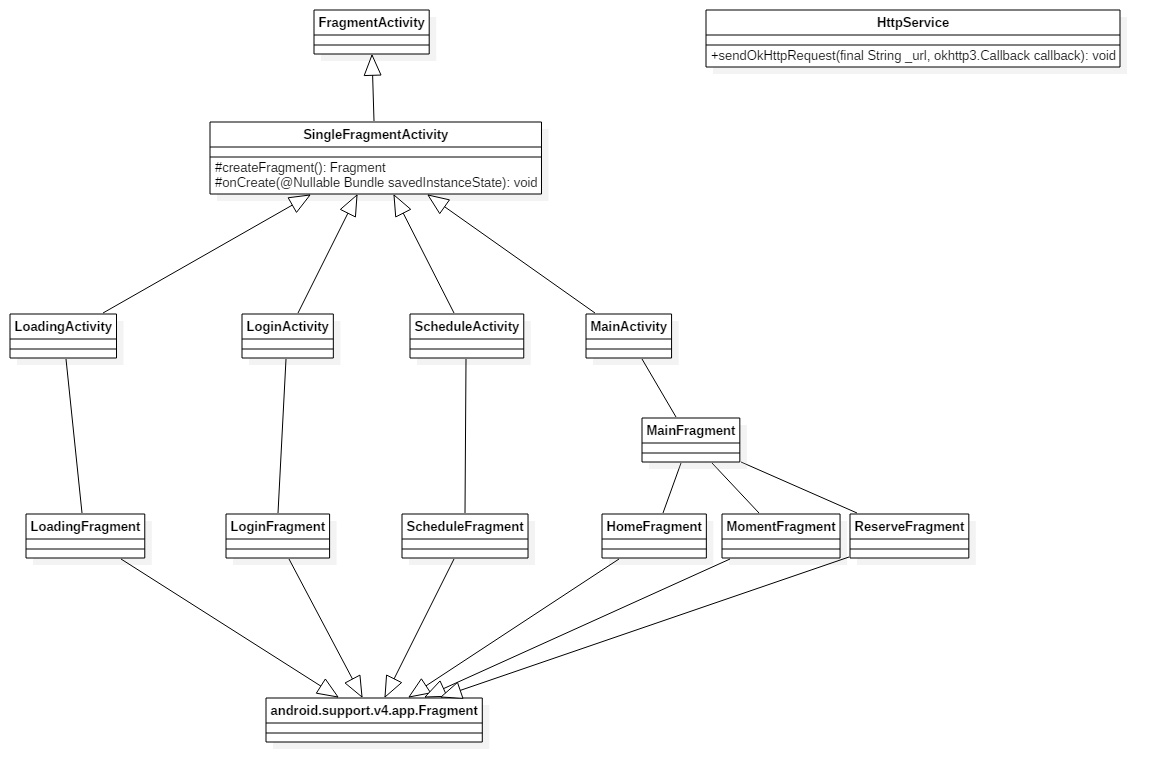 FragmentActivity
HttpService
+sendOkHttpRequest(final String _url, okhttp3.Callback callback): void
SingleFragmentActivity
#createFragment(): Fragment
#onCreate(@Nullable Bundle savedInstanceState): void
LoadingActivity
LoginActivity
ScheduleActivity
MainActivity
MainFragment
LoadingFragment
LoginFragment
ScheduleFragment
HomeFragment
MomentFragment
ReserveFragment
android.support.v4.app.Fragment